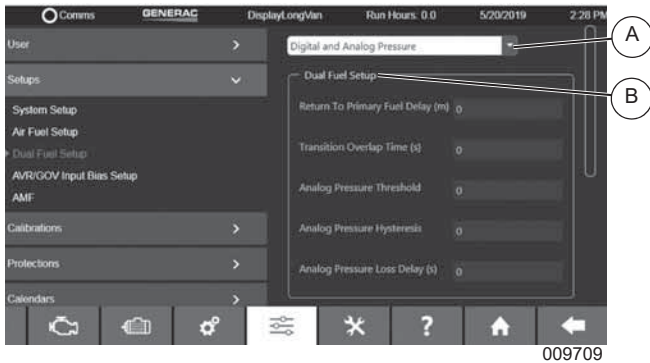 Comms GENERAC DisplayLongVan Run Hours: 0.0 5/20/2019 2:28 PM
User
Setups
System Setup
Air Fuel Setup
Dual Fuel Setup
AVR/GOV Input Bias Setup
AMF
Calibrations
Protections
Calendars
Digital and Analog Pressure
Dual Fuel Setup
Return To Primary Fuel Delay (m) 0
Transition Overlap Time (s) 0
Analog Pressure Threshold 0
Analog Pressure Hysteresis 0
Analog Pressure Loss Delay (s) 0
A
B
?
009709